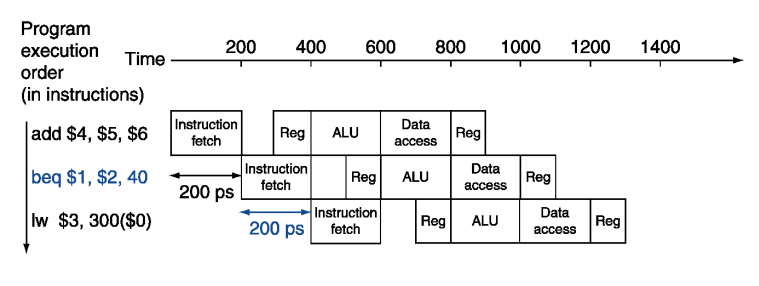 Program
execution
order
(in instructions)
Time
200 400 600 800 1000 1200 1400
add $4, $5, $6
Instruction
fetch
Reg
ALU
Data
access
Reg
beq $1, $2, 40
200 ps
Instruction
fetch
Reg
ALU
Data
access
Reg
lw $3, 300($0)
200 ps
Instruction
fetch
Reg
ALU
Data
access
Reg